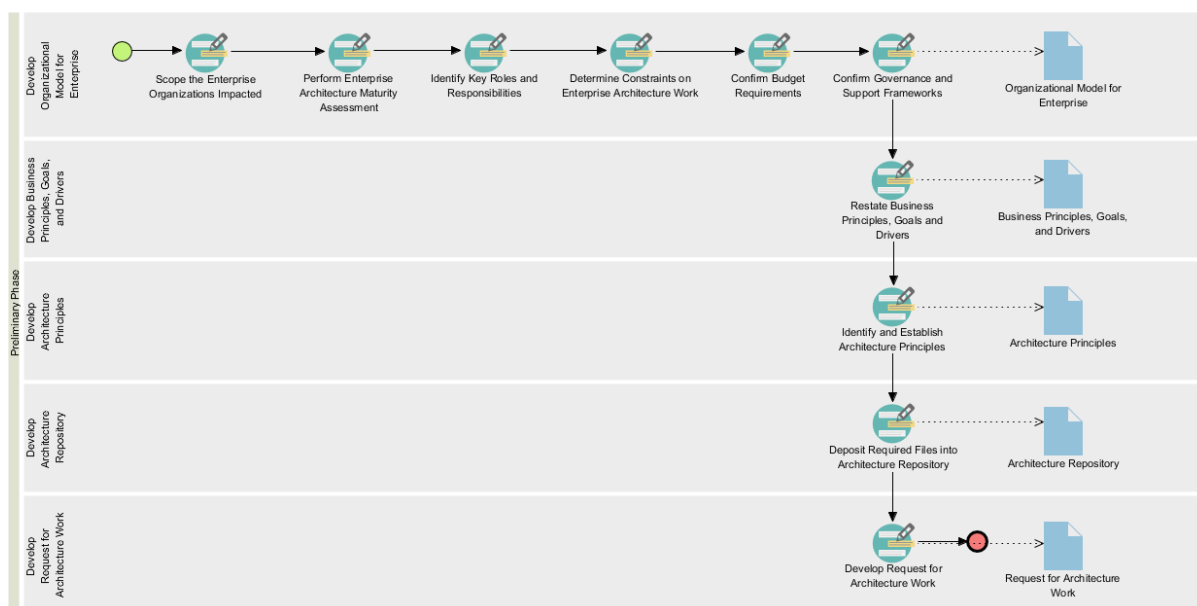 Preliminary Phase
Develop
Organizational
Model for
Enterprise
Scope the Enterprise
Organizations Impacted
Perform Enterprise
Architecture Maturity
Assessment
Identify Key Roles and
Responsibilities
Determine Constraints on
Enterprise Architecture Work
Confirm Budget
Requirements
Confirm Governance and
Support Frameworks
Organizational Model for
Enterprise
Develop Business
Principles, Goals,
and Drivers
Restate Business
Principles, Goals and
Drivers
Business Principles, Goals,
and Drivers
Develop
Architecture
Principles
Identify and Establish
Architecture Principles
Architecture Principles
Develop
Architecture
Repository
Deposit Required Files into
Architecture Repository
Architecture Repository
Develop
Request for
Architecture Work
Develop Request for
Architecture Work
Request for Architecture
Work